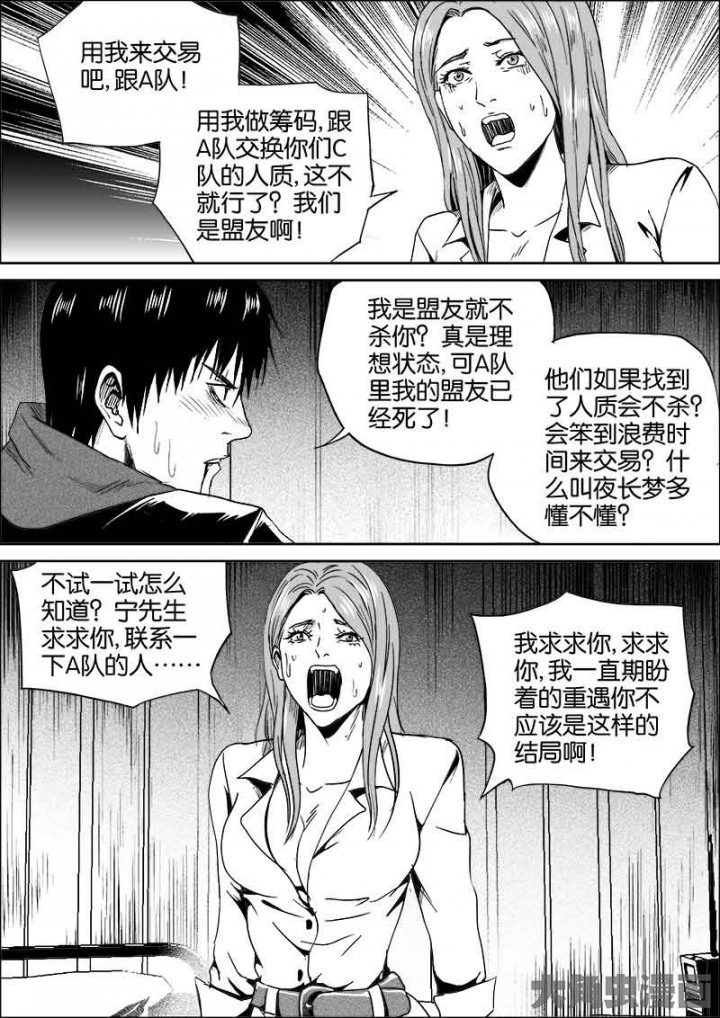 用我来交易
吧,跟A队!
用我做筹码,跟
A队交换你们C
队的人质,这不
就行了?我们
是盟友啊!
我是盟友就不
杀你?真是理
想状态,可A队
里我的盟友已
经死了!
他们如果找到
了人质会不杀?
会笨到浪费时
间来交易?什
么叫夜长梦多
懂不懂?
不试一试怎么
知道?宁先生
求求你,联系一
下A队的人……
我求求你,求求
你,我一直期盼
着的重遇你不
应该是这样的
结局啊!
大角虫漫画